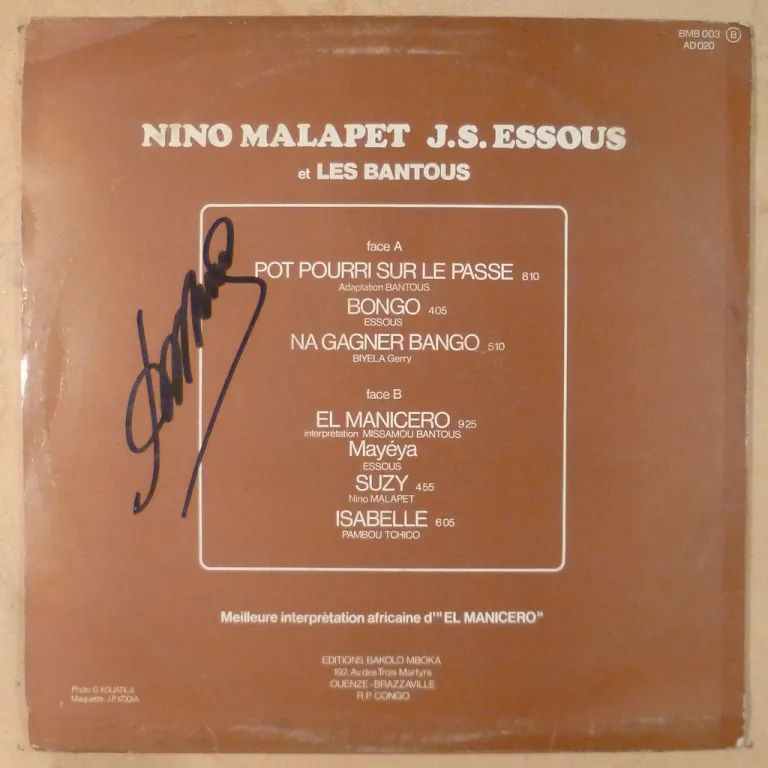 BMB 003 B
AD 020
NINO MALAPET J.S. ESSOUS
et LES BANTOUS
face A
POT POURRI SUR LE PASSE 8 10
Adaptation BANTOUS
BONGO 4 05
ESSOUS
NA GAGNER BANGO 5 10
BIYELA Gerry
face B
EL MANICERO 9 25
interprétation MISSAMOU BANTOUS
Mayéya
ESSOUS
SUZY 4 55
Nino MALAPET
ISABELLE 6 05
PAMBOU TCHICO
Meilleure interprètation africaine d'“EL MANICERO”
EDITIONS BAKOLO MBOKA
192, Av. des Trois Martyrs
OUENZE - BRAZZAVILLE
R.P. CONGO
Photo G. KOUATILA
Maquette J.P. KODIA